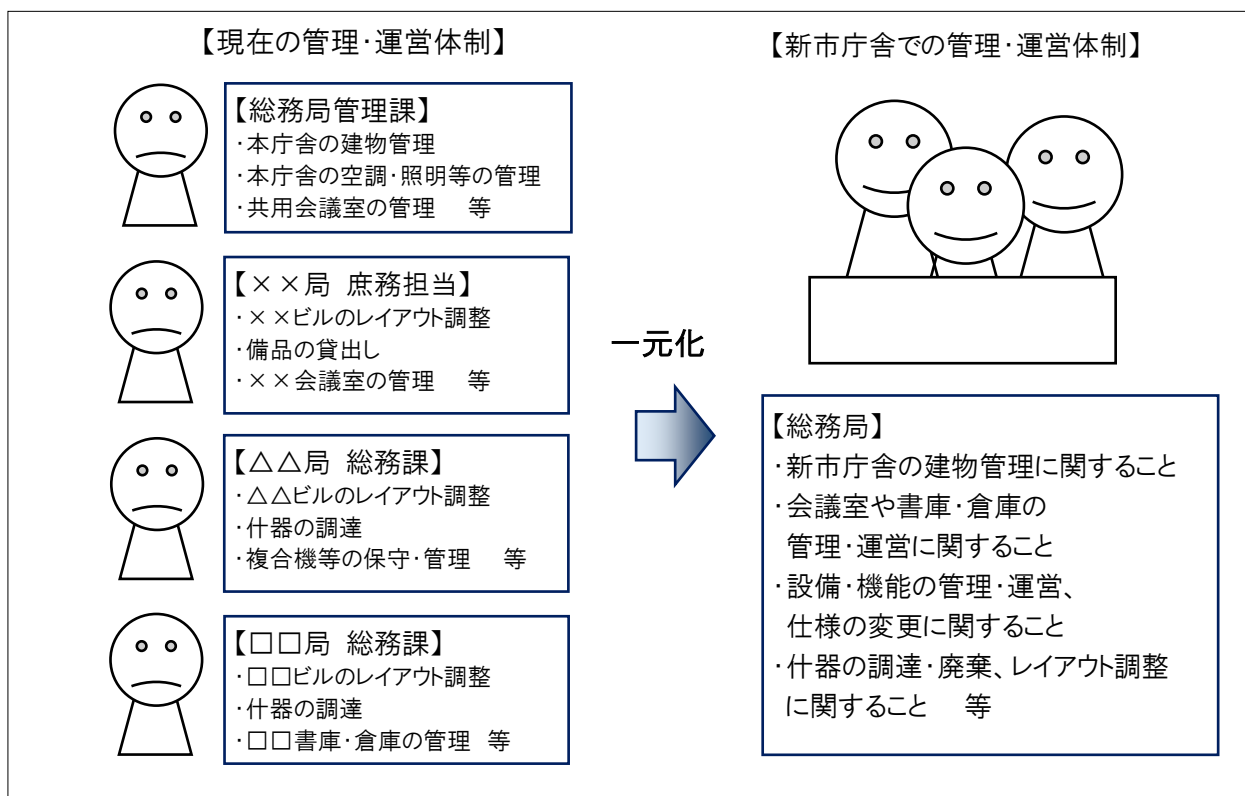 【現在の管理・運営体制】
【総務局管理課】
・本庁舎の建物管理
・本庁舎の空調・照明等の管理
・共用会議室の管理　等
【××局 庶務担当】
・××ビルのレイアウト調整
・備品の貸出し
・××会議室の管理　等
【△△局 総務課】
・△△ビルのレイアウト調整
・什器の調達
・複合機等の保守・管理　等
【□□局 総務課】
・□□ビルのレイアウト調整
・什器の調達
・□□書庫・倉庫の管理　等
一元化
【新市庁舎での管理・運営体制】
【総務局】
・新市庁舎の建物管理に関すること
・会議室や書庫・倉庫の
管理・運営に関すること
・設備・機能の管理・運営、
仕様の変更に関すること
・什器の調達・廃棄、レイアウト調整
に関すること　等